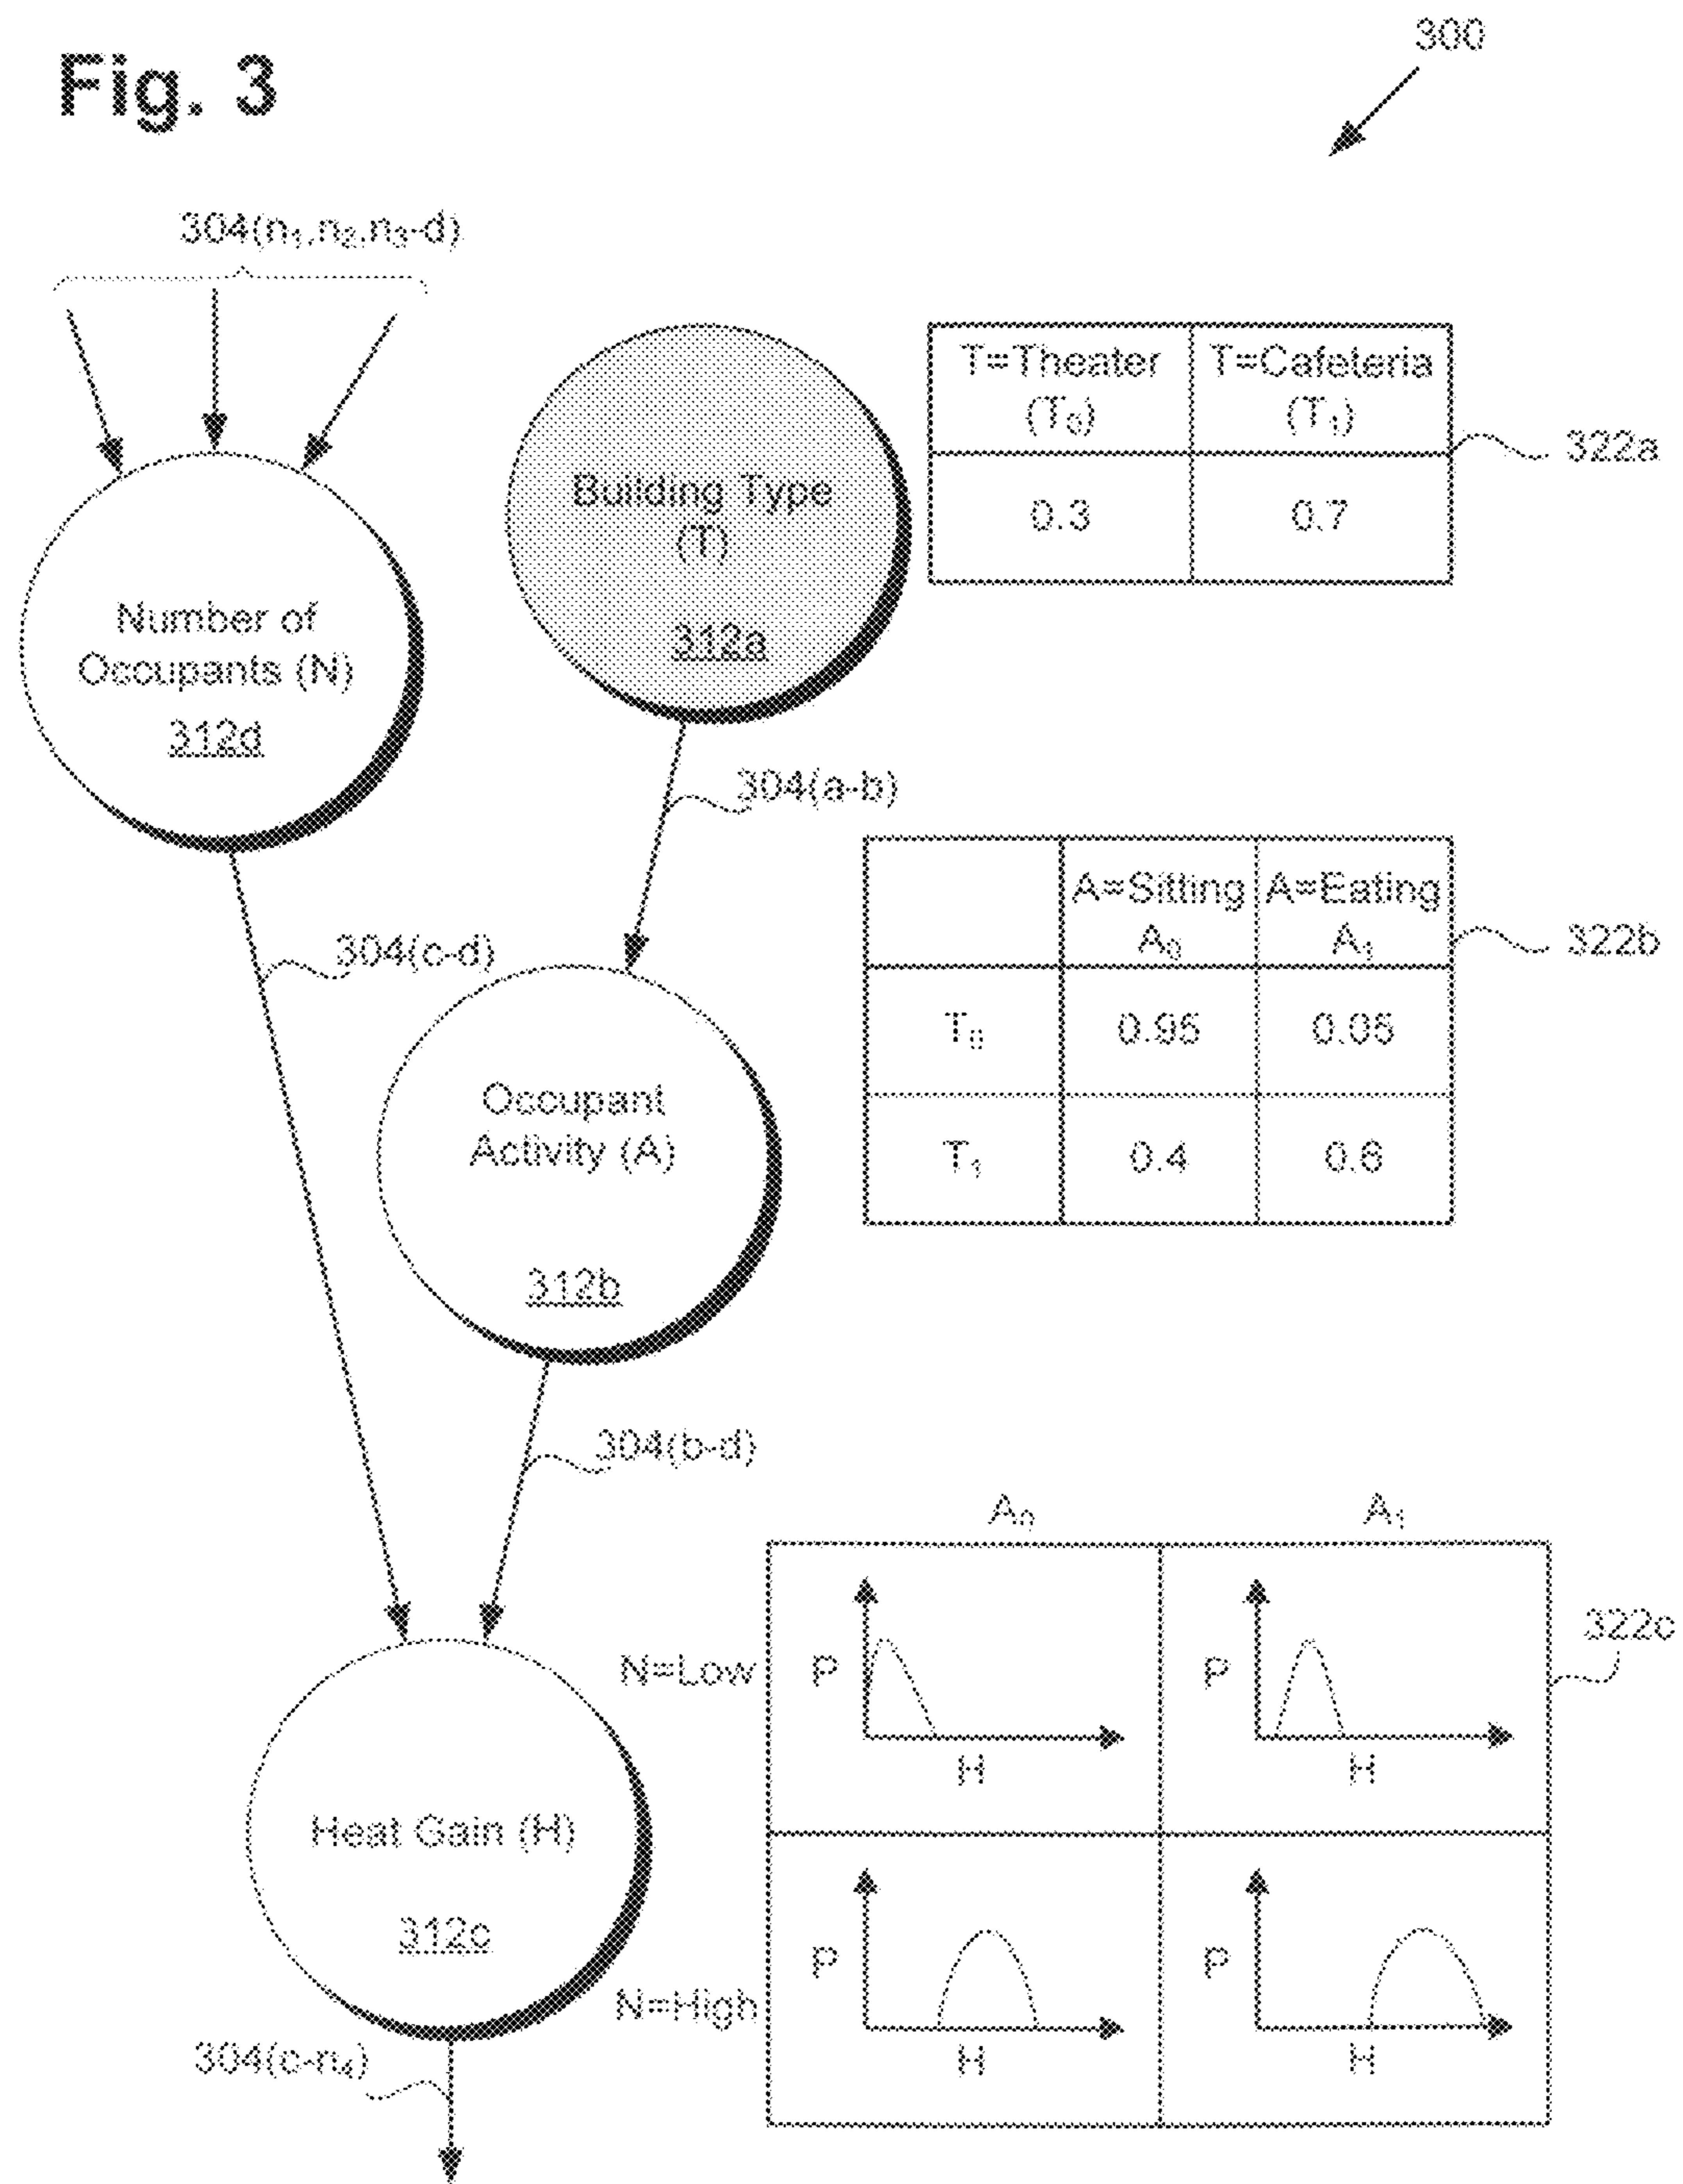 Fig. 3
300
304(n₁,n₂,n₃-d)
T=Theater
(T₀)
T=Cafeteria
(T₁)
0.3
0.7
322a
Building Type
(T)
312a
Number of
Occupants (N)
312d
304(a-b)
A=Sitting
A₀
A=Eating
A₁
T₀
0.95
0.05
T₁
0.4
0.6
322b
304(c-d)
Occupant
Activity (A)
312b
304(b-d)
A₀
A₁
N=Low
P
H
P
H
322c
Heat Gain (H)
312c
N=High
P
H
P
H
304(c-n₄)